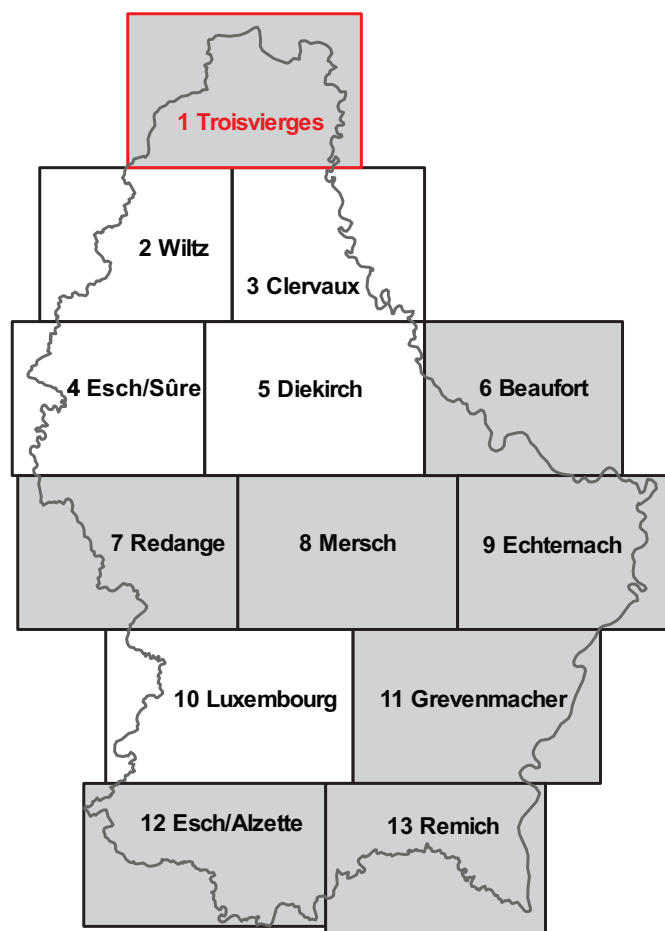 1 Troisvierges
2 Wiltz
3 Clervaux
4 Esch/Sûre
5 Diekirch
6 Beaufort
7 Redange
8 Mersch
9 Echternach
10 Luxembourg
11 Grevenmacher
12 Esch/Alzette
13 Remich